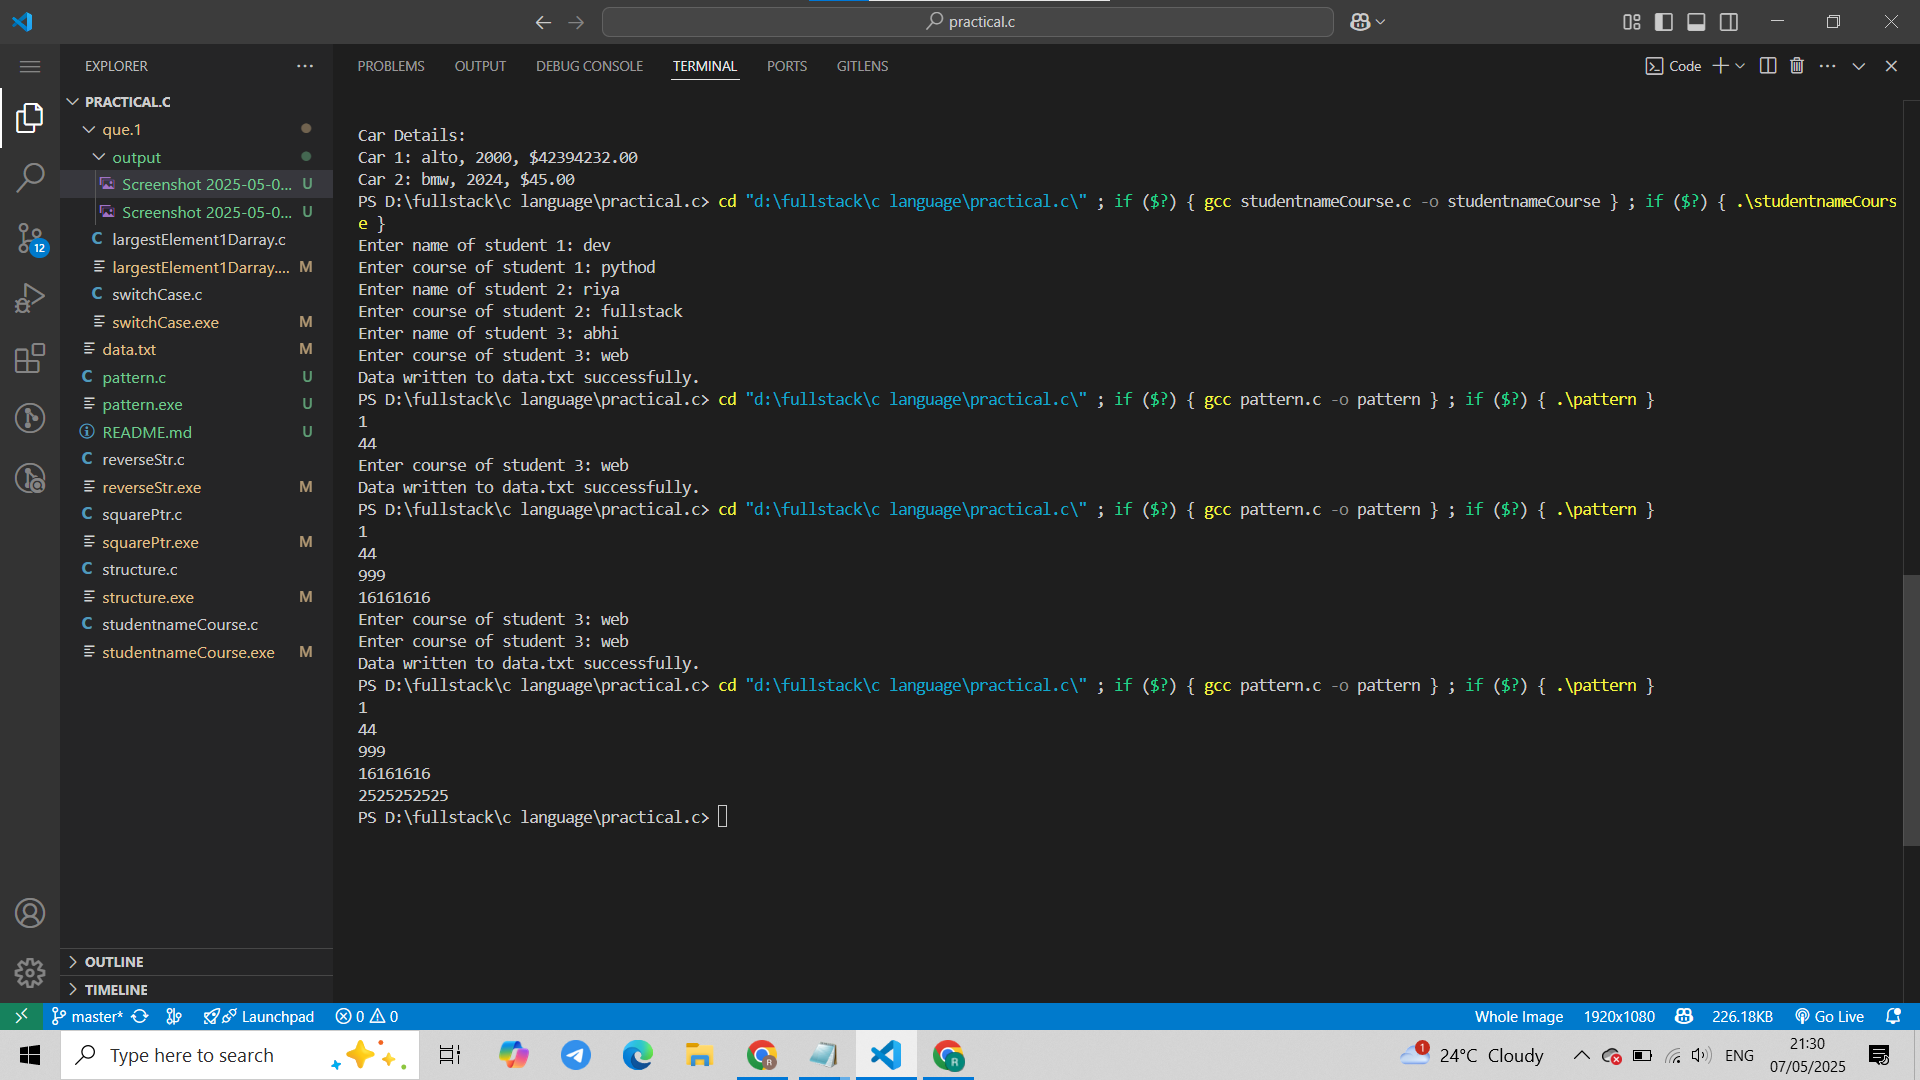 practical.c
EXPLORER
PROBLEMS OUTPUT DEBUG CONSOLE TERMINAL PORTS GITLENS
Code
PRACTICAL.C
que.1
output
Screenshot 2025-05-0... U
Screenshot 2025-05-0... U
C largestElement1Darray.c
largestElement1Darray.... M
C switchCase.c
switchCase.exe M
data.txt M
C pattern.c U
pattern.exe U
README.md U
C reverseStr.c
reverseStr.exe M
C squarePtr.c
squarePtr.exe M
C structure.c
structure.exe M
C studentnameCourse.c
studentnameCourse.exe M
12
OUTLINE
TIMELINE
Car Details:
Car 1: alto, 2000, $42394232.00
Car 2: bmw, 2024, $45.00
PS D:\fullstack\c language\practical.c> cd "d:\fullstack\c language\practical.c\" ; if ($?) { gcc studentnameCourse.c -o studentnameCourse } ; if ($?) { .\studentnameCours
e }
Enter name of student 1: dev
Enter course of student 1: pythod
Enter name of student 2: riya
Enter course of student 2: fullstack
Enter name of student 3: abhi
Enter course of student 3: web
Data written to data.txt successfully.
PS D:\fullstack\c language\practical.c> cd "d:\fullstack\c language\practical.c\" ; if ($?) { gcc pattern.c -o pattern } ; if ($?) { .\pattern }
1
44
Enter course of student 3: web
Data written to data.txt successfully.
PS D:\fullstack\c language\practical.c> cd "d:\fullstack\c language\practical.c\" ; if ($?) { gcc pattern.c -o pattern } ; if ($?) { .\pattern }
1
44
999
16161616
Enter course of student 3: web
Enter course of student 3: web
Data written to data.txt successfully.
PS D:\fullstack\c language\practical.c> cd "d:\fullstack\c language\practical.c\" ; if ($?) { gcc pattern.c -o pattern } ; if ($?) { .\pattern }
1
44
999
16161616
2525252525
PS D:\fullstack\c language\practical.c>
master* Launchpad 0 0 Whole Image 1920x1080 226.18KB Go Live
Type here to search
1
24°C Cloudy
ENG
21:30
07/05/2025